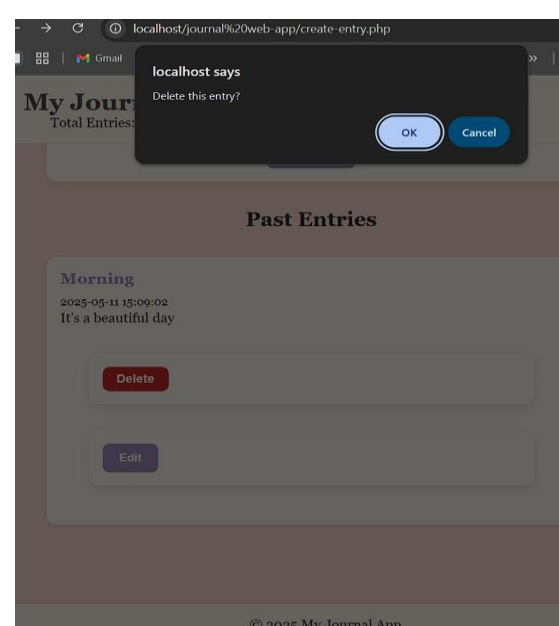 localhost/journal%20web-app/create-entry.php
Gmail
»
localhost says
Delete this entry?
OK
Cancel
My Jour
Total Entries:
Past Entries
Morning
2025-05-11 15:09:02
It's a beautiful day
Delete
Edit
© 2025 My Journal App